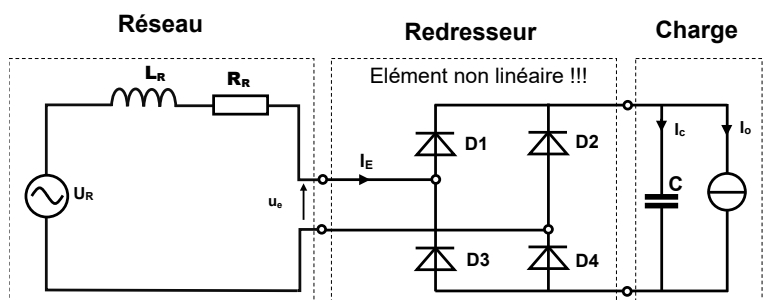 Réseau
Redresseur
Charge
Elément non linéaire !!!
LR
RR
D1
D2
Ic
Io
IE
UR
ue
C
D3
D4